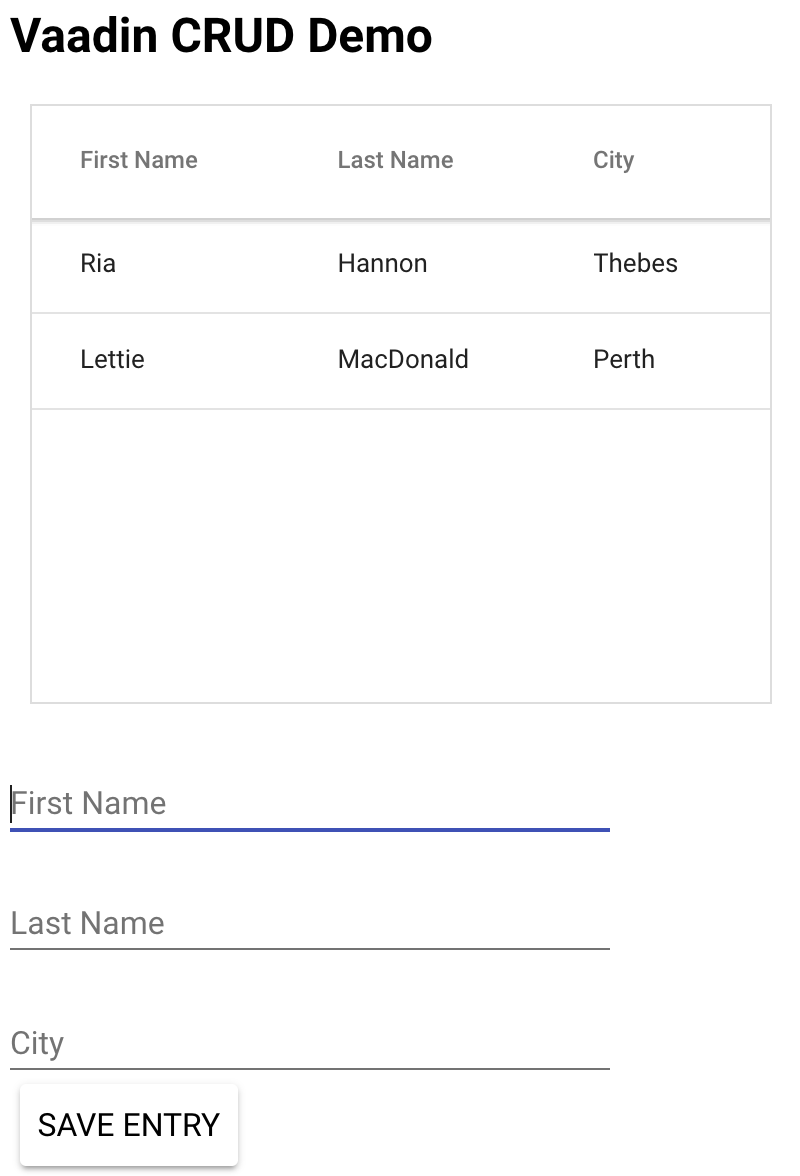 Vaadin CRUD Demo
First Name Last Name City
Ria Hannon Thebes
Lettie MacDonald Perth
First Name
Last Name
City
SAVE ENTRY